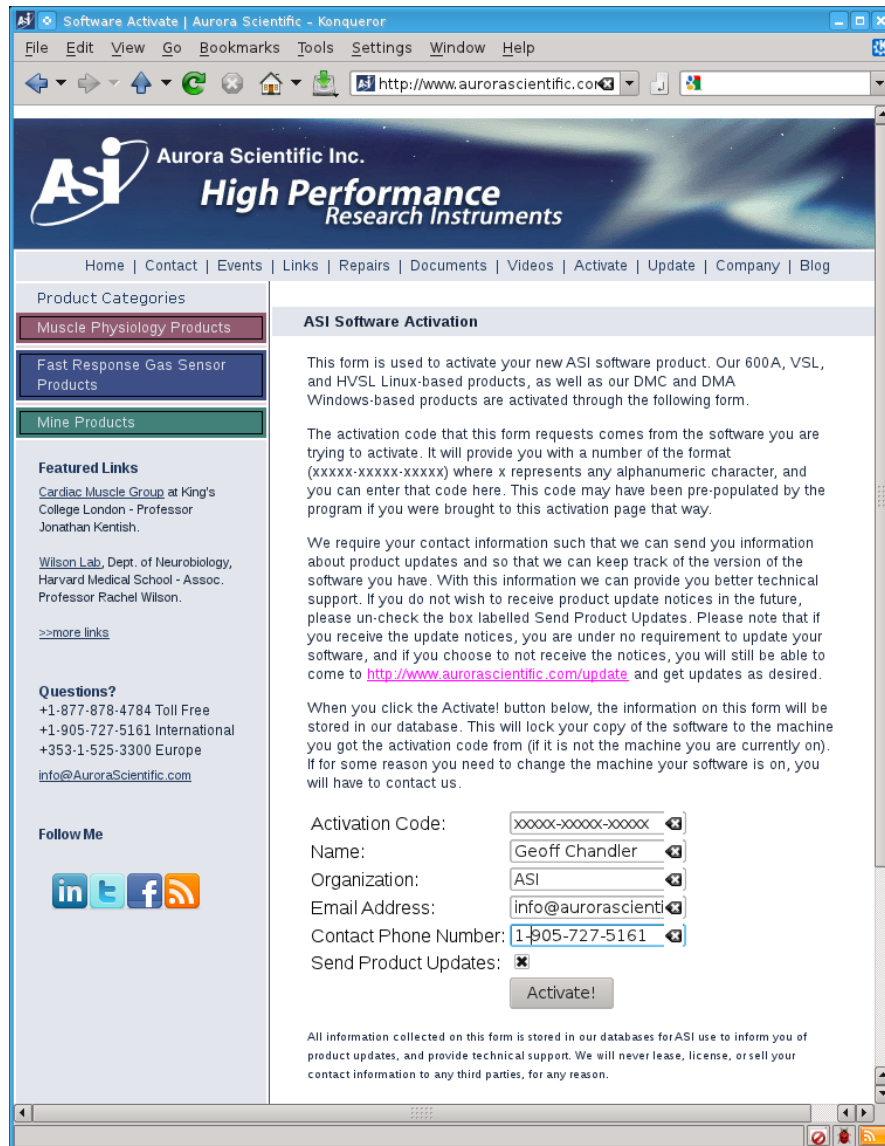 Software Activate | Aurora Scientific - Konqueror
File Edit View Go Bookmarks Tools Settings Window Help
http://www.aurorascientific.co
ASI
Aurora Scientific Inc.
High Performance
Research Instruments
Home | Contact | Events | Links | Repairs | Documents | Videos | Activate | Update | Company | Blog
Product Categories
Muscle Physiology Products
Fast Response Gas Sensor
Products
Mine Products
Featured Links
Cardiac Muscle Group at King's
College London - Professor
Jonathan Kentish.
Wilson Lab, Dept. of Neurobiology,
Harvard Medical School - Assoc.
Professor Rachel Wilson.
>>more links
Questions?
+1-877-878-4784 Toll Free
+1-905-727-5161 International
+353-1-525-3300 Europe
info@AuroraScientific.com
Follow Me
in t f
ASI Software Activation
This form is used to activate your new ASI software product. Our 600A, VSL,
and HVSL Linux-based products, as well as our DMC and DMA
Windows-based products are activated through the following form.
The activation code that this form requests comes from the software you are
trying to activate. It will provide you with a number of the format
(xxxxx-xxxxx-xxxxx) where x represents any alphanumeric character, and
you can enter that code here. This code may have been pre-populated by the
program if you were brought to this activation page that way.
We require your contact information such that we can send you information
about product updates and so that we can keep track of the version of the
software you have. With this information we can provide you better technical
support. If you do not wish to receive product update notices in the future,
please un-check the box labelled Send Product Updates. Please note that if
you receive the update notices, you are under no requirement to update your
software, and if you choose to not receive the notices, you will still be able to
come to http://www.aurorascientific.com/update and get updates as desired.
When you click the Activate! button below, the information on this form will be
stored in our database. This will lock your copy of the software to the machine
you got the activation code from (if it is not the machine you are currently on).
If for some reason you need to change the machine your software is on, you
will have to contact us.
Activation Code: xxxxx-xxxxx-xxxxx
Name: Geoff Chandler
Organization: ASI
Email Address: info@aurorascienti
Contact Phone Number: 1-905-727-5161
Send Product Updates:
Activate!
All information collected on this form is stored in our databases for ASI use to inform you of
product updates, and provide technical support. We will never lease, license, or sell your
contact information to any third parties, for any reason.